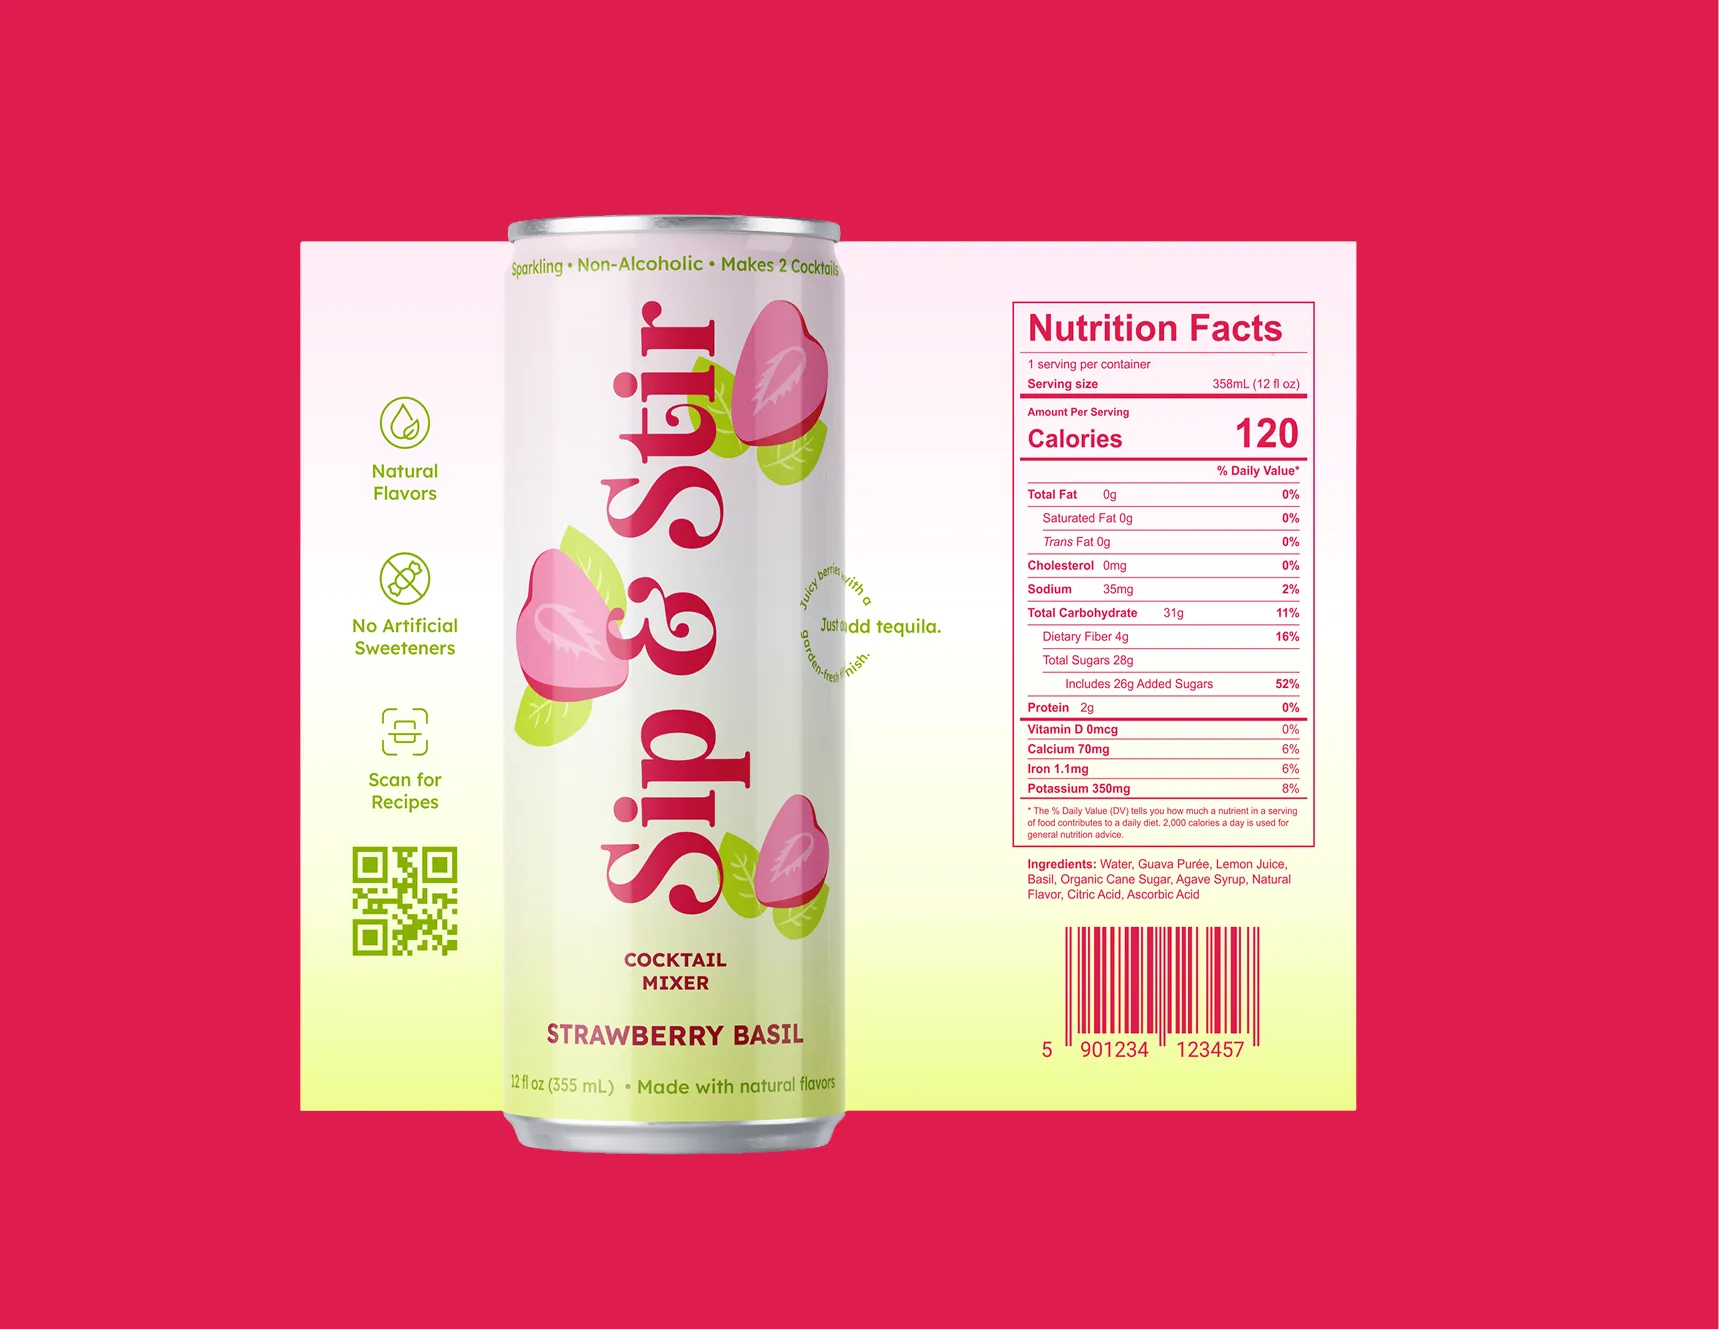 Natural
Flavors
No Artificial
Sweeteners
Scan for
Recipes
Sparkling • Non-Alcoholic • Makes 2 Cocktails
Sip & Stir
COCKTAIL
MIXER
STRAWBERRY BASIL
12 fl oz (355 mL) • Made with natural flavors
Juicy berries with a
Just add tequila.
garden-fresh finish.
Nutrition Facts
1 serving per container
Serving size 358mL (12 fl oz)
Amount Per Serving
Calories 120
% Daily Value*
Total Fat 0g 0%
Saturated Fat 0g 0%
Trans Fat 0g 0%
Cholesterol 0mg 0%
Sodium 35mg 2%
Total Carbohydrate 31g 11%
Dietary Fiber 4g 16%
Total Sugars 28g
Includes 26g Added Sugars 52%
Protein 2g 0%
Vitamin D 0mcg 0%
Calcium 70mg 6%
Iron 1.1mg 6%
Potassium 350mg 8%
* The % Daily Value (DV) tells you how much a nutrient in a serving
of food contributes to a daily diet. 2,000 calories a day is used for
general nutrition advice.
Ingredients: Water, Guava Purée, Lemon Juice,
Basil, Organic Cane Sugar, Agave Syrup, Natural
Flavor, Citric Acid, Ascorbic Acid
5 901234 123457